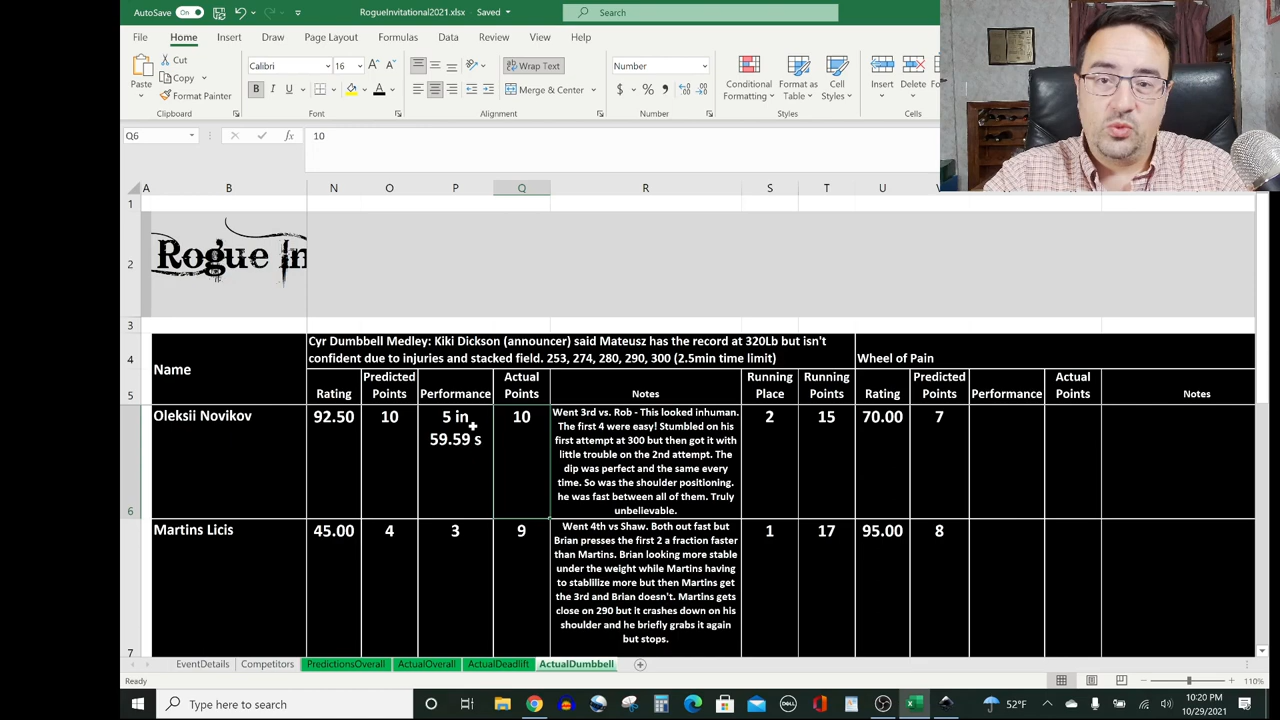 AutoSave On RogueInvitational2021.xlsx - Saved Search
File Home Insert Draw Page Layout Formulas Data Review View Help
Cut
Copy
Format Painter
Paste
Clipboard
Calibri 16
B I U
Font
Wrap Text
Merge & Center
Alignment
Number
$ % 9
Number
Conditional Formatting
Format as Table
Cell Styles
Styles
Insert Delete
Q6 fx 10
A B N O P Q R S T U
1
2
Rogue In
3
4
Name
Cyr Dumbbell Medley: Kiki Dickson (announcer) said Mateusz has the record at 320Lb but isn't
confident due to injuries and stacked field. 253, 274, 280, 290, 300 (2.5min time limit)
Wheel of Pain
5
Rating Predicted Points Performance Actual Points Notes Running Place Running Points Rating Predicted Points Performance Actual Points Notes
Oleksii Novikov 92.50 10 5 in 59.59 s 10
Went 3rd vs. Rob - This looked inhuman.
The first 4 were easy! Stumbled on his
first attempt at 300 but then got it with
little trouble on the 2nd attempt. The
dip was perfect and the same every
time. So was the shoulder positioning.
he was fast between all of them. Truly
unbelievable.
2 15 70.00 7
6
Martins Licis 45.00 4 3 9
Went 4th vs Shaw. Both out fast but
Brian presses the first 2 a fraction faster
than Martins. Brian looking more stable
under the weight while Martins having
to stablilize more but then Martins get
the 3rd and Brian doesn't. Martins gets
close on 290 but it crashes down on his
shoulder and he briefly grabs it again
but stops.
1 17 95.00 8
7
EventDetails Competitors PredictionsOverall ActualOverall ActualDeadlift ActualDumbbell
Ready 110%
Type here to search 52°F 10:20 PM
10/29/2021